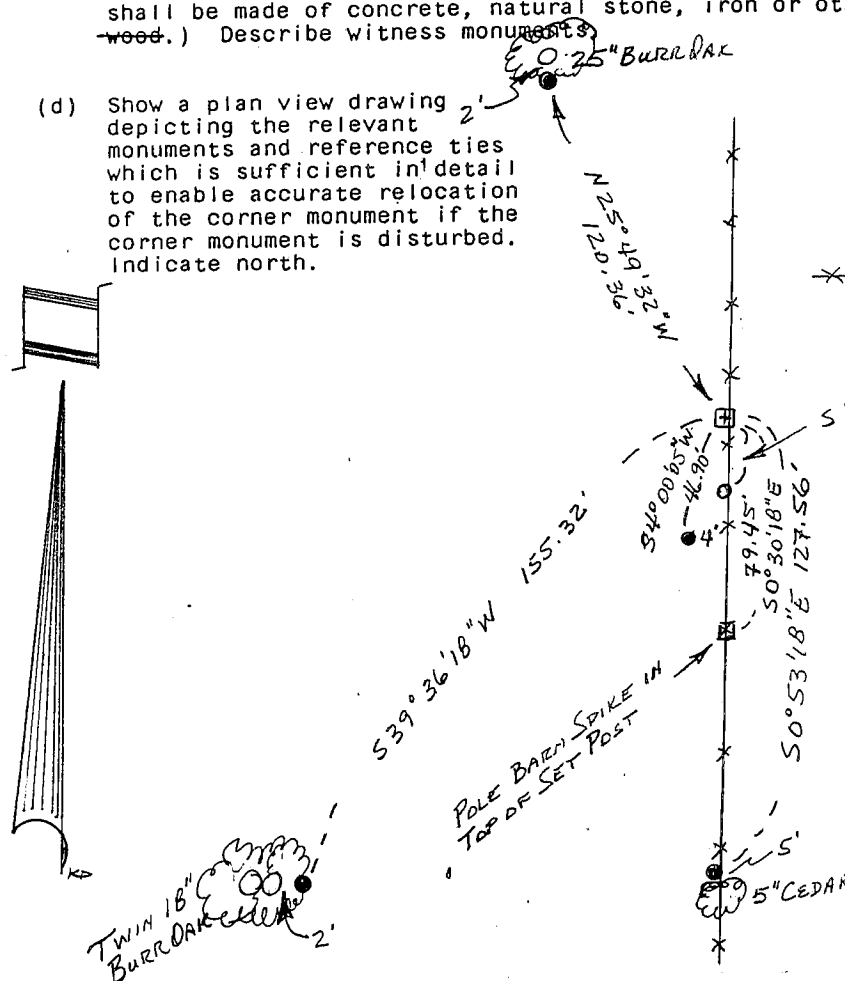 shall be made of concrete, natural stone, iron or ot
wood.) Describe witness monuments.
25" BURR OAK
2'
(d) Show a plan view drawing
depicting the relevant
monuments and reference ties
which is sufficient in detail
to enable accurate relocation
of the corner monument if the
corner monument is disturbed.
Indicate north.
N 25° 49' 32" W
120.36'
S
S4° 00' 05" W
46.90'
4"
79.45'
S0° 30' 18" E
S0° 53' 18" E 127.56'
S39° 36' 18" W 155.32'
POLE BARN SPIKE IN
TOP OF SET POST
KD
TWIN 18"
BURR OAK
2'
5'
5" CEDAR